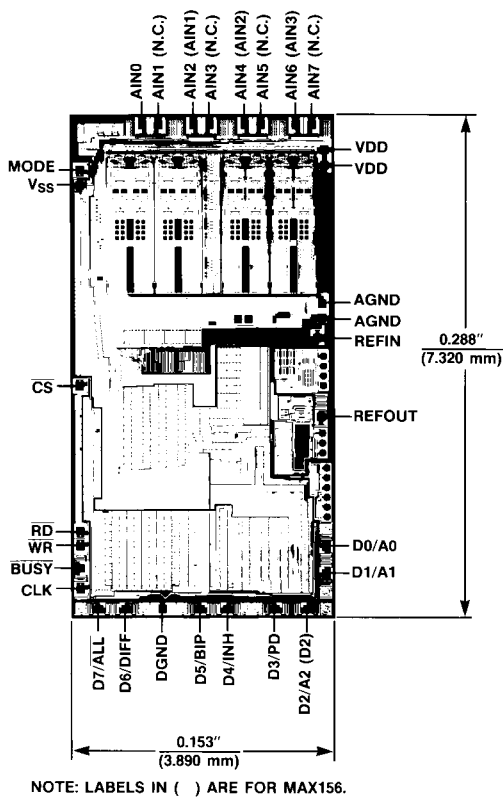 AIN0
AIN1 (N.C.)
AIN2 (AIN1)
AIN3 (N.C.)
AIN4 (AIN2)
AIN5 (N.C.)
AIN6 (AIN3)
AIN7 (N.C.)
MODE
VSS
VDD
VDD
AGND
AGND
REFIN
0.288"
(7.320 mm)
CS
REFOUT
RD
WR
BUSY
CLK
D0/A0
D1/A1
D7/ALL
D6/DIFF
DGND
D5/BIP
D4/INH
D3/PD
D2/A2 (D2)
0.153"
(3.890 mm)
NOTE: LABELS IN ( ) ARE FOR MAX156.